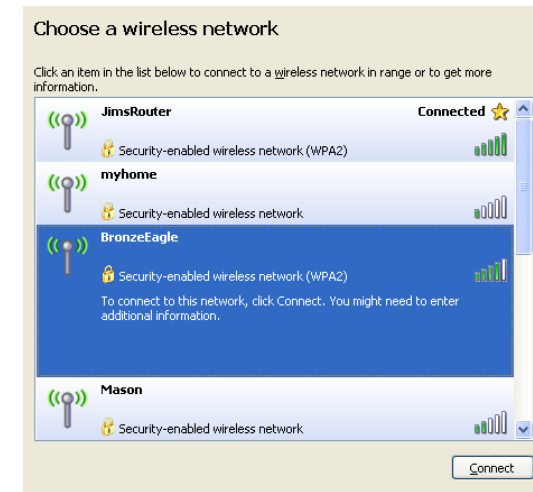 Choose a wireless network
Click an item in the list below to connect to a wireless network in range or to get more
information.
JimsRouter Connected
Security-enabled wireless network (WPA2)
myhome
Security-enabled wireless network
BronzeEagle
Security-enabled wireless network (WPA2)
To connect to this network, click Connect. You might need to enter
additional information.
Mason
Security-enabled wireless network
Connect